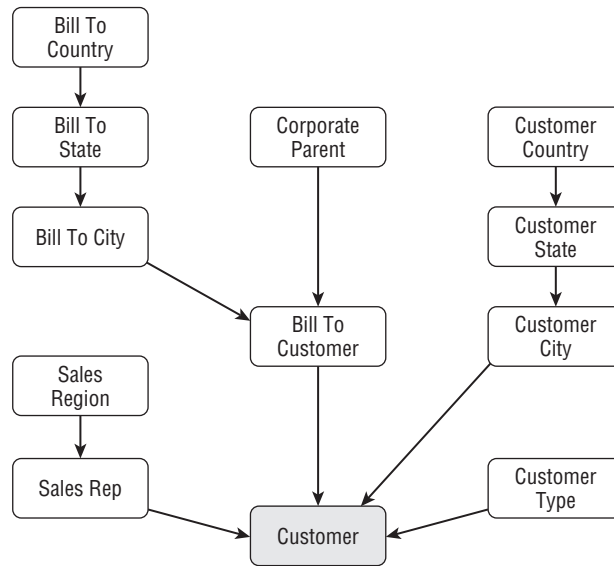 Bill To
Country
Bill To
State
Corporate
Parent
Customer
Country
Bill To City
Customer
State
Bill To
Customer
Customer
City
Sales
Region
Sales Rep
Customer
Customer
Type